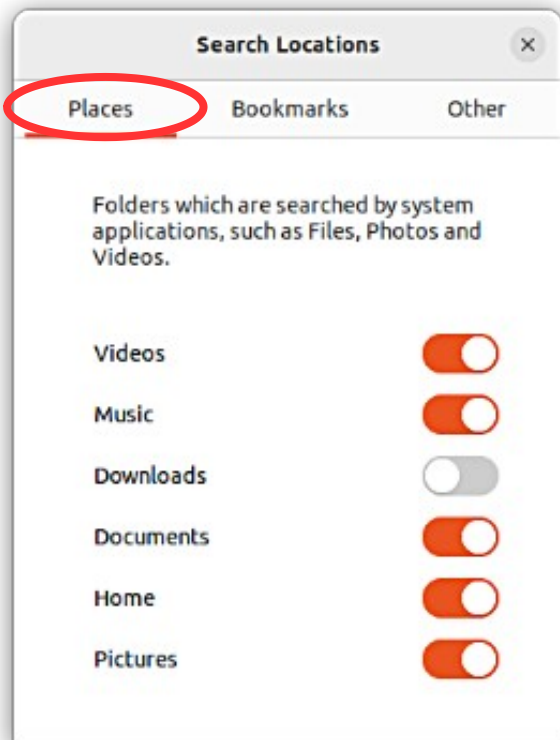 Search Locations
Places Bookmarks Other
Folders which are searched by system
applications, such as Files, Photos and
Videos.
Videos
Music
Downloads
Documents
Home
Pictures